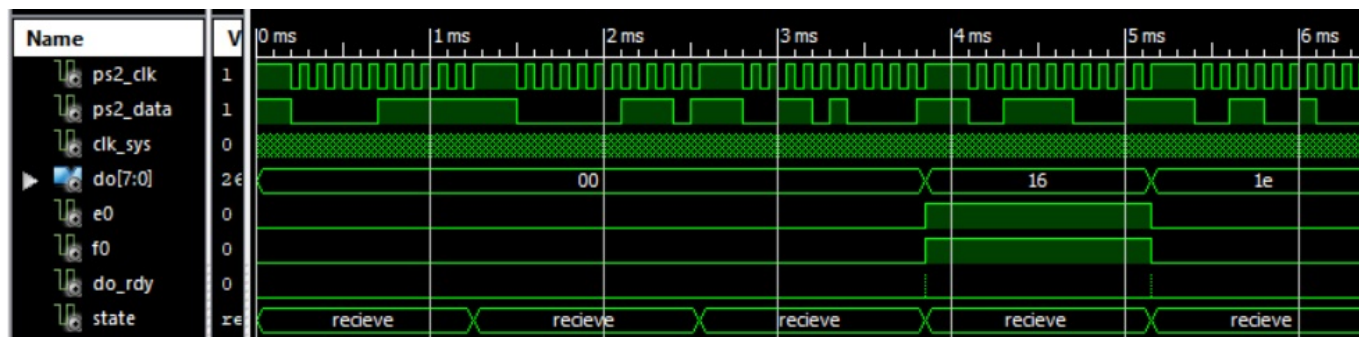 Name V 0 ms 1 ms 2 ms 3 ms 4 ms 5 ms 6 ms
ps2_clk 1
ps2_data 1
clk_sys 0
do[7:0] 2e 00 16 1e
e0 0
f0 0
do_rdy 0
state re recieve recieve recieve recieve recieve